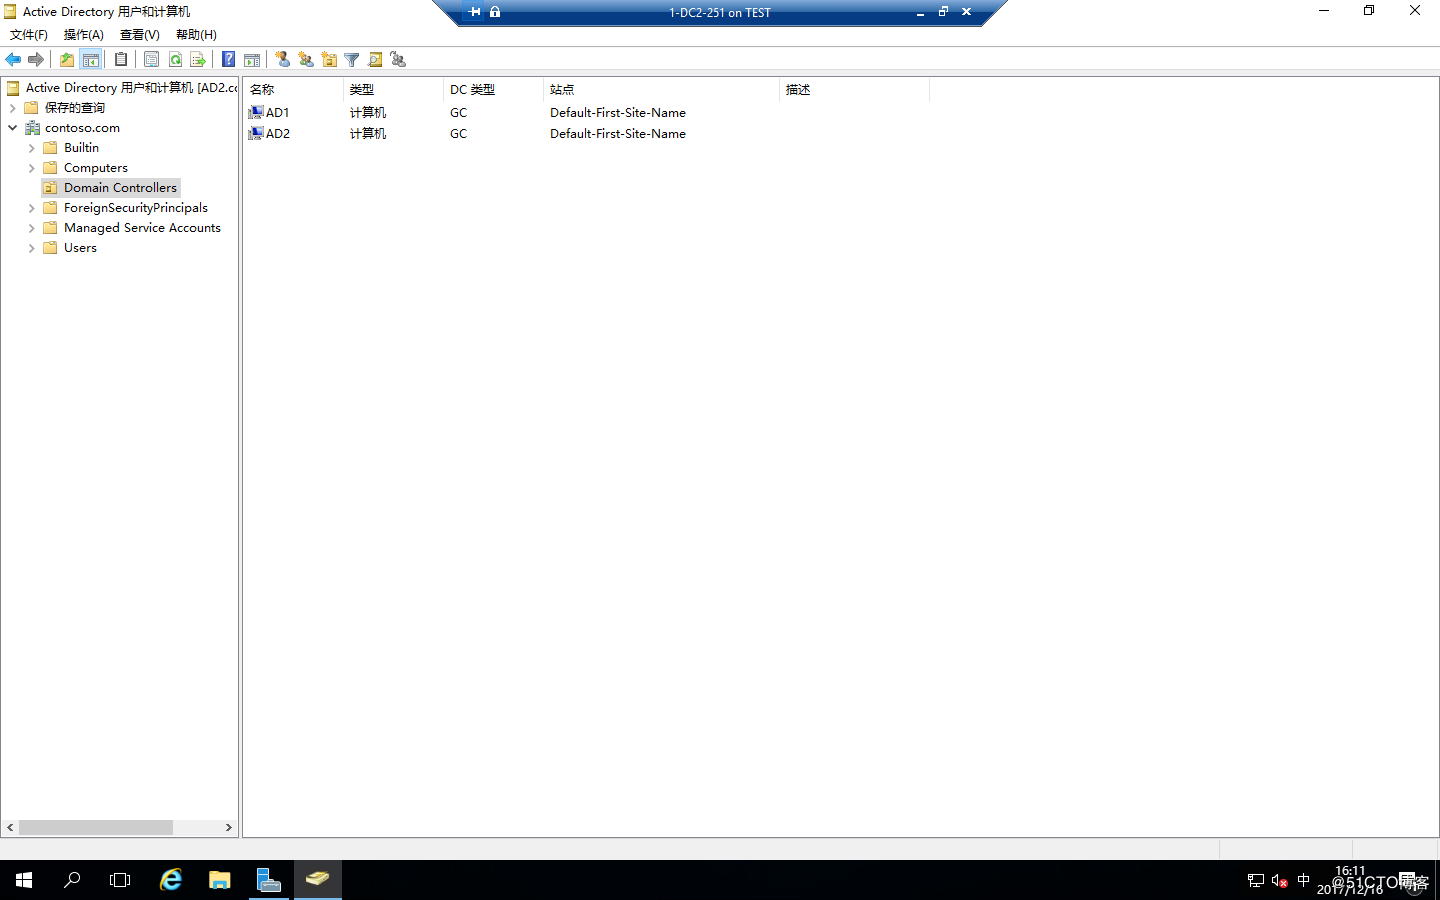 Active Directory 用户和计算机
1-DC2-251 on TEST
文件(F) 操作(A) 查看(V) 帮助(H)
Active Directory 用户和计算机 [AD2.co
保存的查询
contoso.com
Builtin
Computers
Domain Controllers
ForeignSecurityPrincipals
Managed Service Accounts
Users
名称 类型 DC 类型 站点 描述
AD1 计算机 GC Default-First-Site-Name
AD2 计算机 GC Default-First-Site-Name
中
16:11
2017/12/16
@51CTO博客